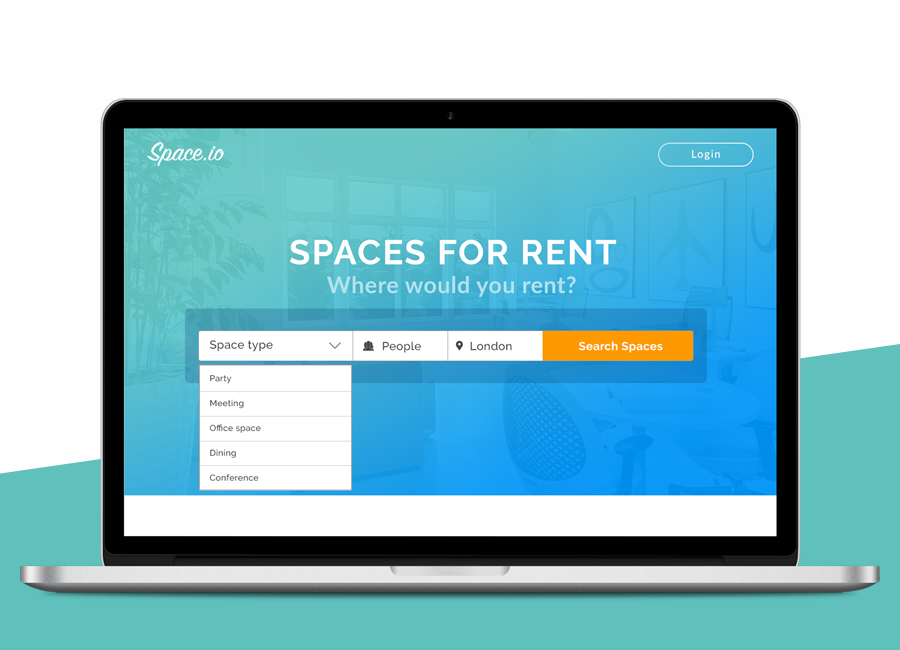 Space.io
Login
SPACES FOR RENT
Where would you rent?
Space type
People
London
Search Spaces
Party
Meeting
Office space
Dining
Conference